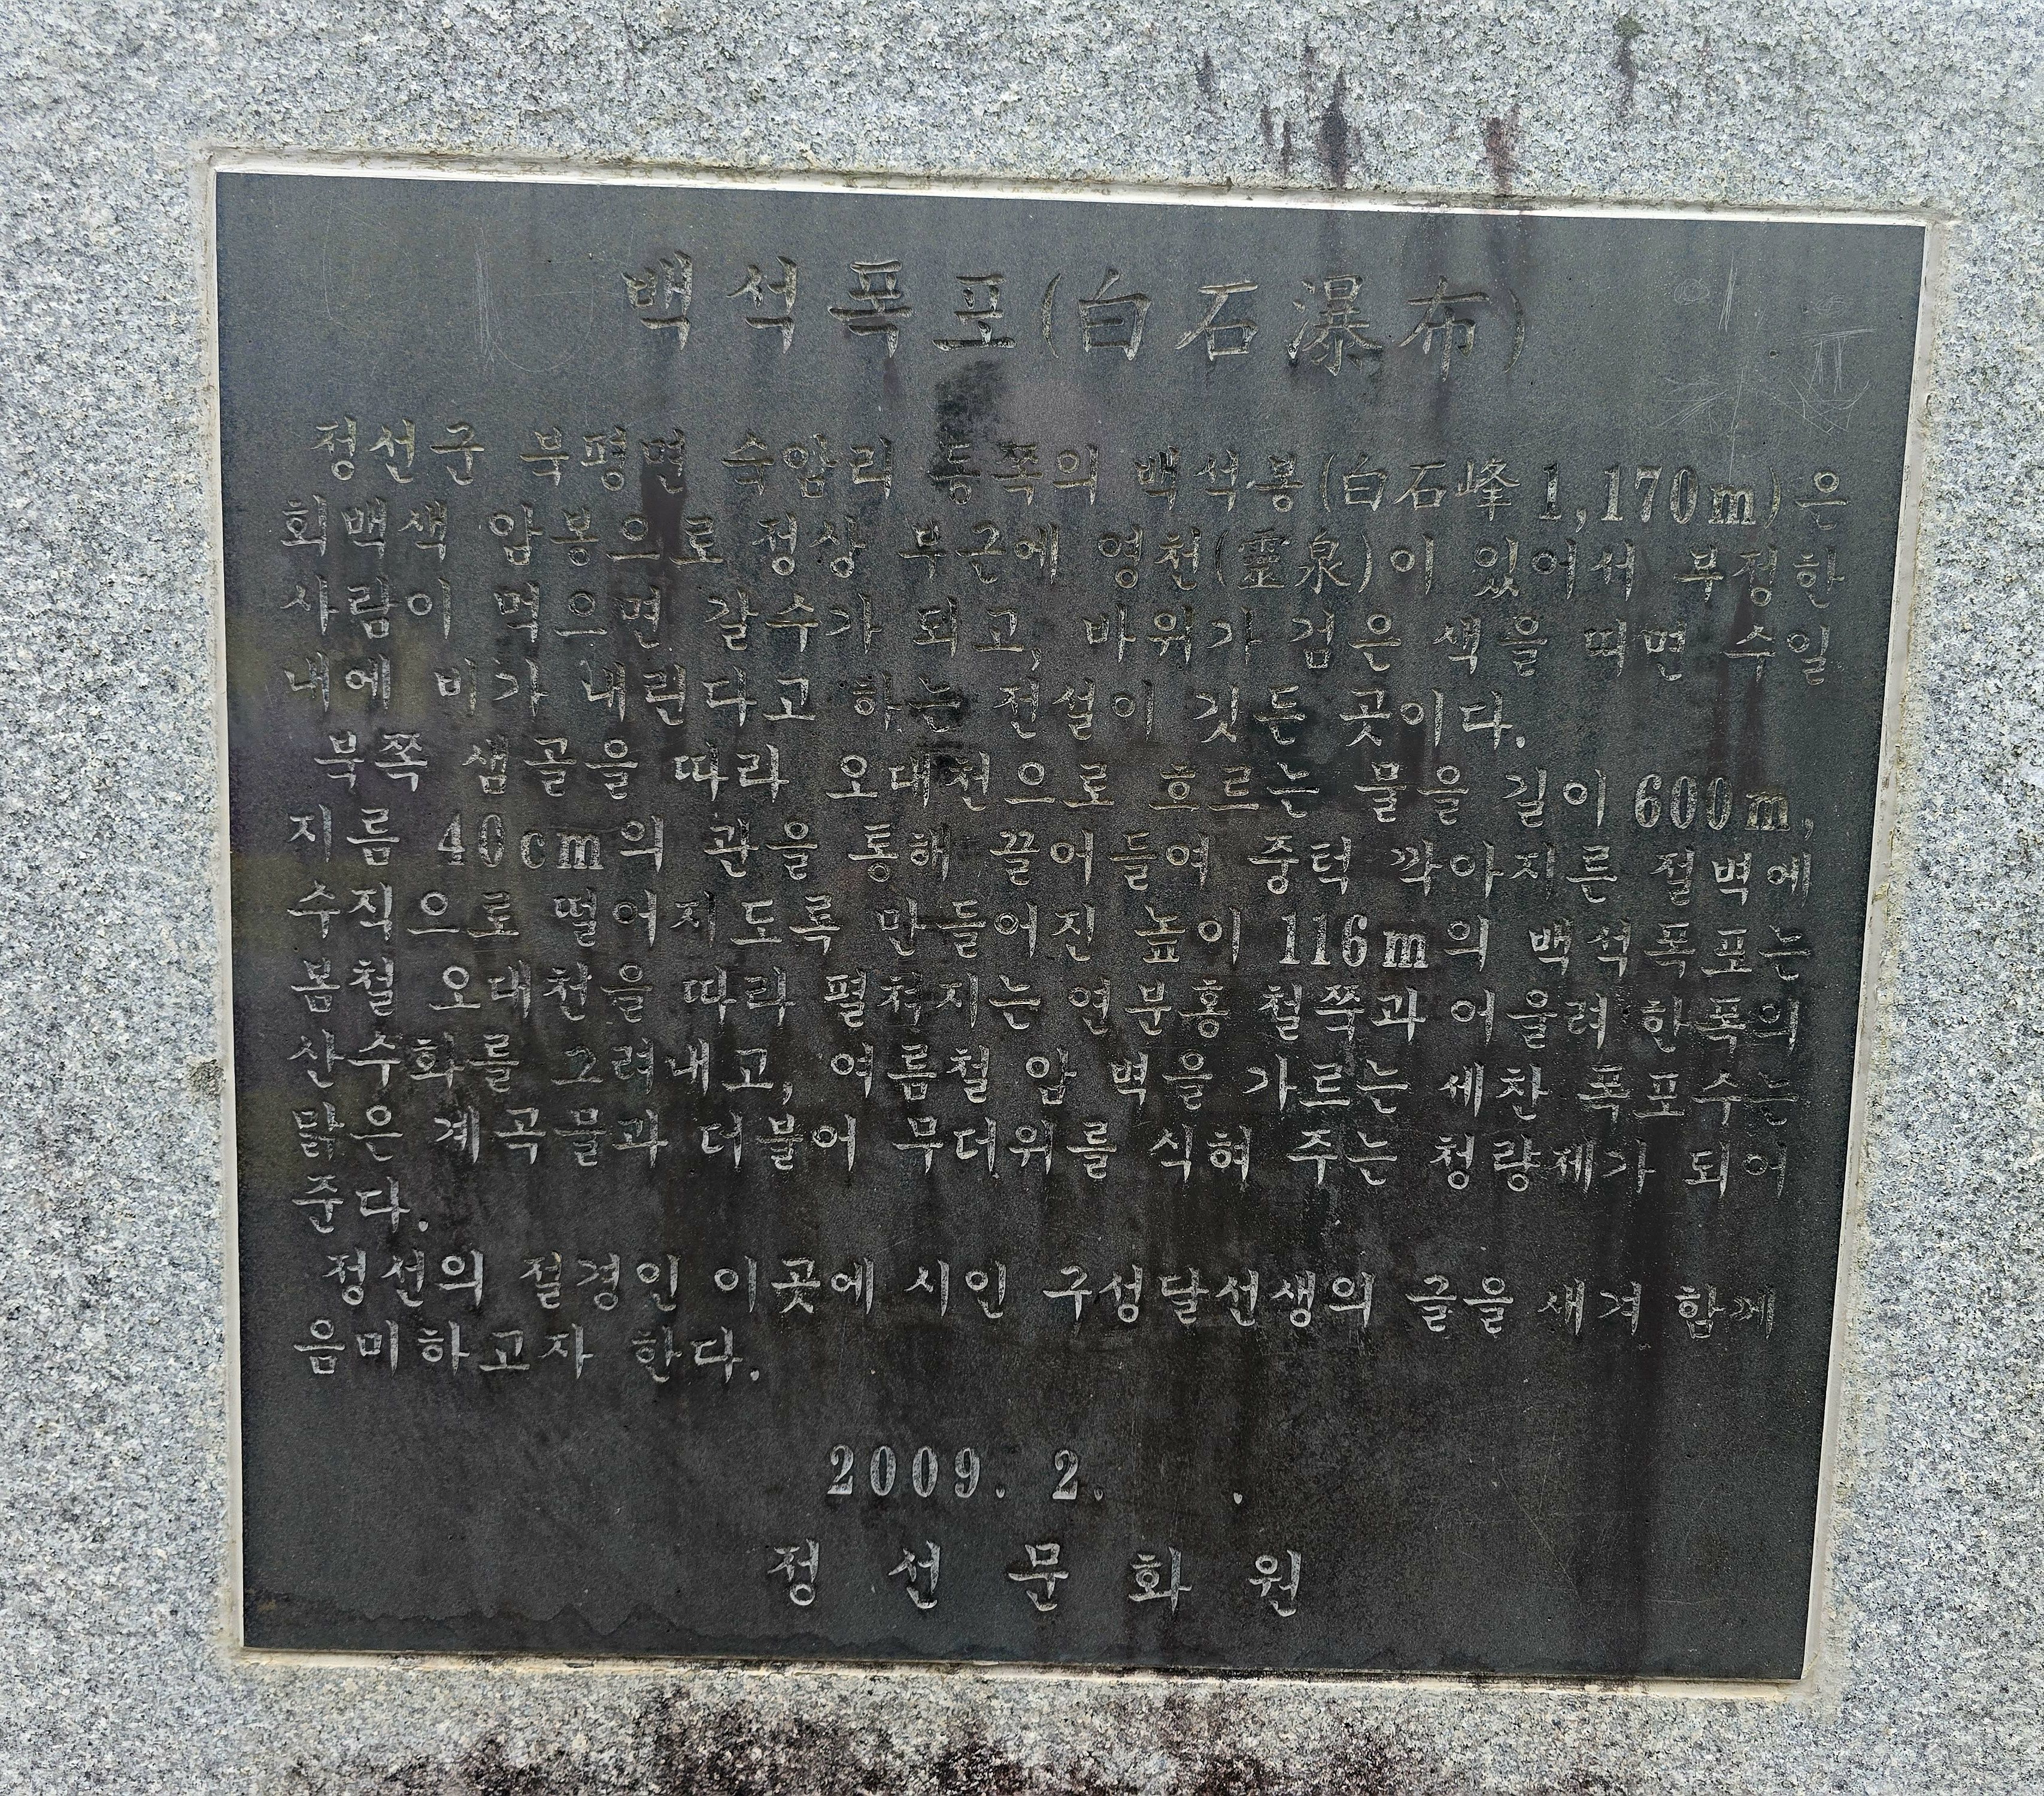 백석폭포(白石瀑布)
정선군 북평면 숙암리 동쪽의 백석봉(白石峰 1,170m)은
회백색 암봉으로 정상 부근에 영천(靈泉)이 있어서 부정한
사람이 먹으면 갈수가 되고, 바위가 검은 색을 띠면 수일
내에 비가 내린다고 하는 전설이 깃든 곳이다.
북쪽 샘골을 따라 오대천으로 흐르는 물을 길이 600m,
지름 40cm의 관을 통해 끌어들여 중턱 깍아지른 절벽에
수직으로 떨어지도록 만들어진 높이 116m의 백석폭포는
봄철 오대천을 따라 펼쳐지는 연분홍 철쭉과 어울려 한폭의
산수화를 그려내고, 여름철 암 벽을 가르는 세찬 폭포수는
맑은 계곡물과 더불어 무더위를 식혀 주는 청량제가 되어
준다.
정선의 절경인 이곳에 시인 구성달선생의 글을 새겨 함께
음미하고자 한다.
2009. 2. .
정 선 문 화 원